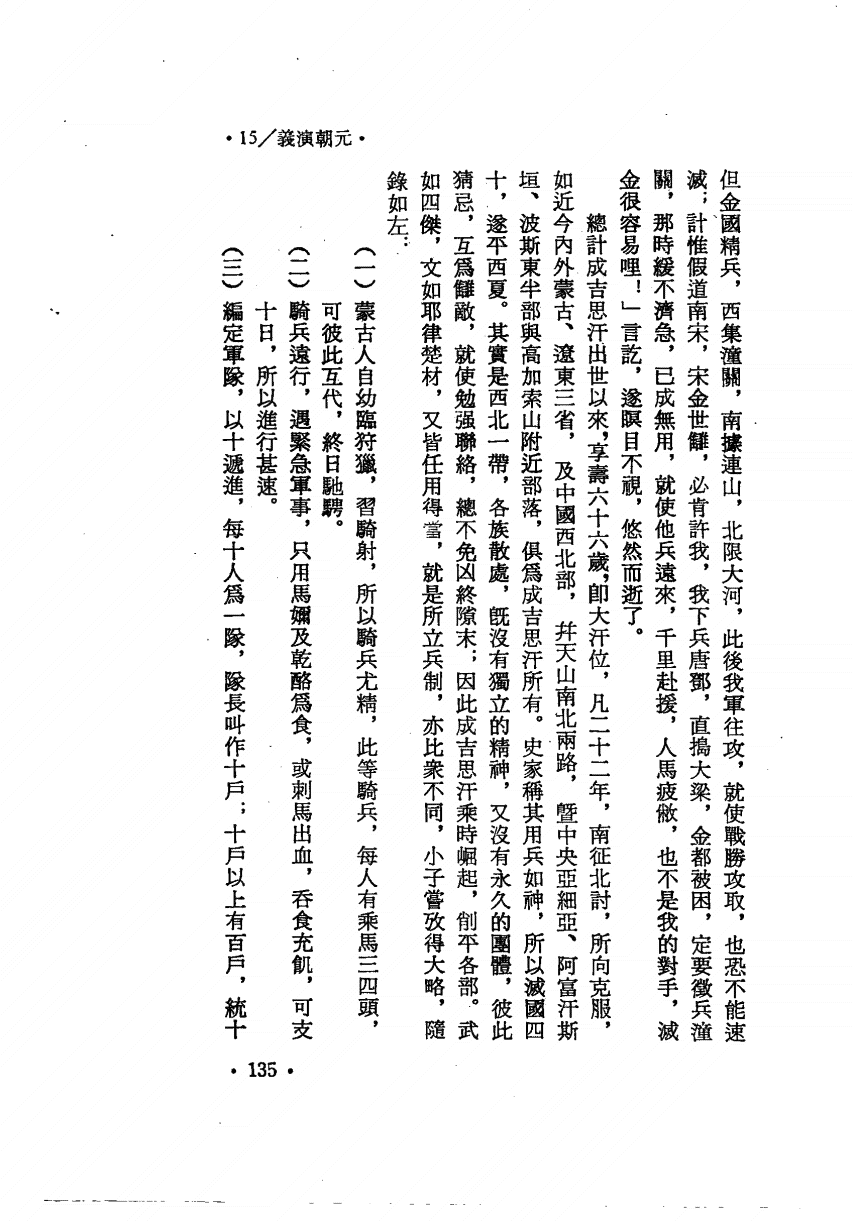 •15/義演朝元•
但金國精兵，西集潼關，南據連山，北限大河，此後我軍往攻，就使戰勝攻取，也恐不能速
滅；計惟假道南宋，宋金世讎，必肯許我，我下兵唐鄧，直搗大梁，金都被困，定要徵兵潼
關，那時緩不濟急，已成無用，就使他兵遠來，千里赴援，人馬疲敝，也不是我的對手，滅
金很容易哩！」言訖，遂瞑目不視，悠然而逝了。
總計成吉思汗出世以來，享壽六十六歲，卽大汗位，凡二十二年，南征北討，所向克服，
如近今內外蒙古、遼東三省，及中國西北部，幷天山南北兩路，曁中央亞細亞、阿富汗斯
垣、波斯東半部與高加索山附近部落，俱爲成吉思汗所有。史家稱其用兵如神，所以滅國四
十，遂平西夏。其實是西北一帶，各族散處，旣沒有獨立的精神，又沒有永久的團體，彼此
猜忌，互爲讎敵，就使勉强聯絡，總不免凶終隙末；因此成吉思汗乘時崛起，削平各部。武
如四傑，文如耶律楚材，又皆任用得當，就是所立兵制，亦比衆不同，小子嘗攷得大略，隨
錄如左：
（一）蒙古人自幼臨狩獵，習騎射，所以騎兵尤精，此等騎兵，每人有乘馬三四頭，
可彼此互代，終日馳騁。
（二）騎兵遠行，遇緊急軍事，只用馬嬭及乾酪爲食，或刺馬出血，吞食充飢，可支
十日，所以進行甚速。
（三）編定軍隊，以十遞進，每十人爲一隊，隊長叫作十戶；十戶以上有百戶，統十
•135•